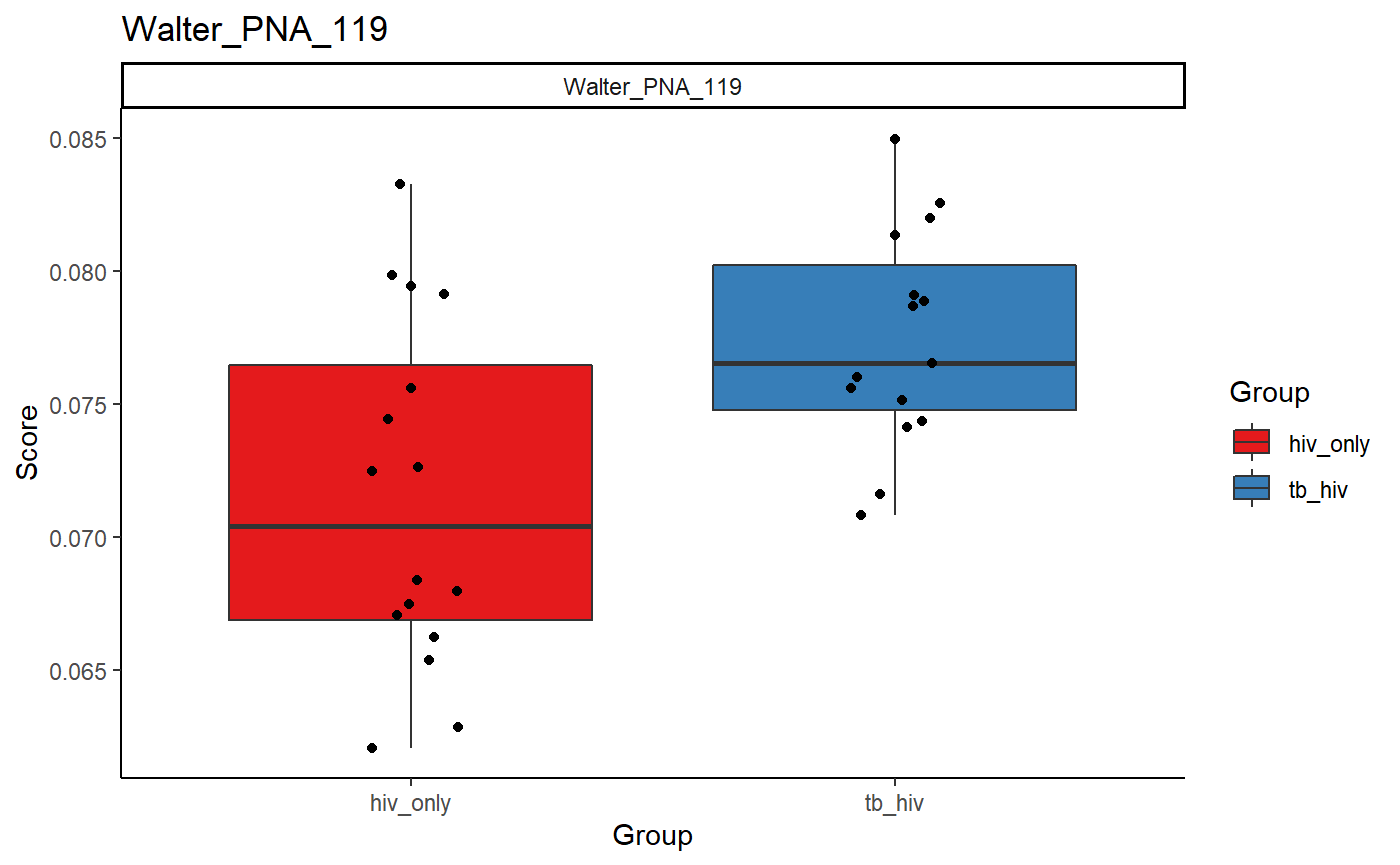 Walter_PNA_119
Walter_PNA_119
0.085
0.080
0.075
0.070
0.065
Score
hiv_only
tb_hiv
Group
Group
hiv_only
tb_hiv